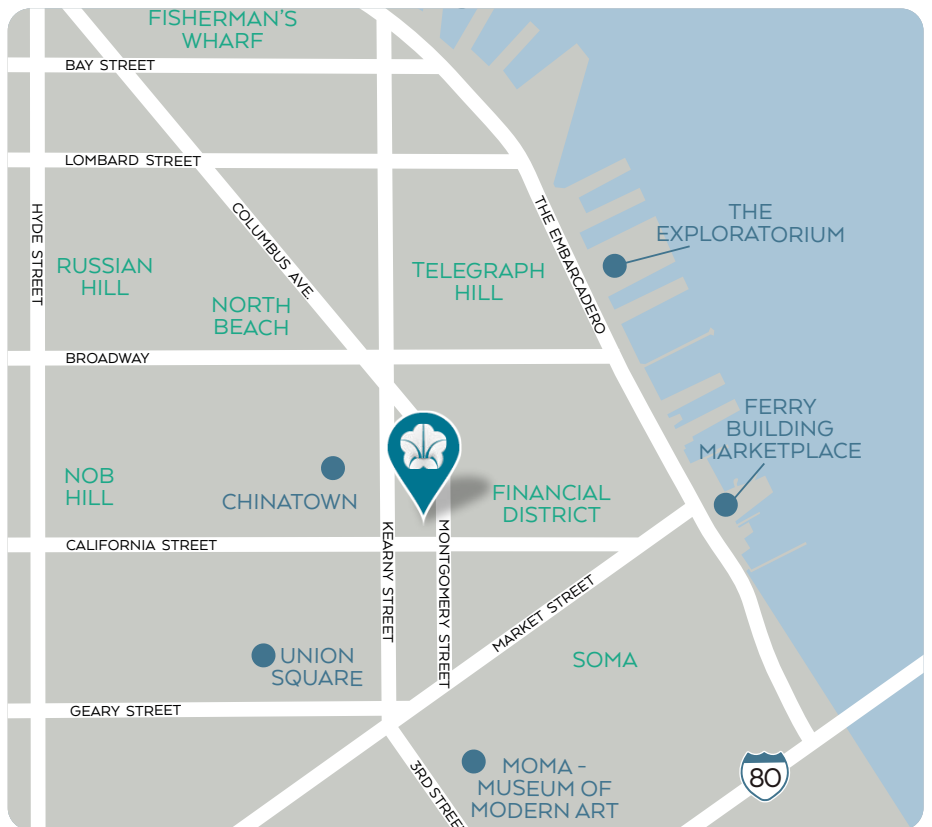 FISHERMAN'S
WHARF
BAY STREET
LOMBARD STREET
HYDE STREET
COLUMBUS AVE.
THE EMBARCADERO
THE
EXPLORATORIUM
RUSSIAN
HILL
TELEGRAPH
HILL
NORTH
BEACH
BROADWAY
FERRY
BUILDING
MARKETPLACE
NOB
HILL
CHINATOWN
FINANCIAL
DISTRICT
CALIFORNIA STREET
KEARNY STREET
MONTGOMERY STREET
MARKET STREET
UNION
SQUARE
SOMA
GEARY STREET
3RD STREET
MOMA -
MUSEUM OF
MODERN ART
80